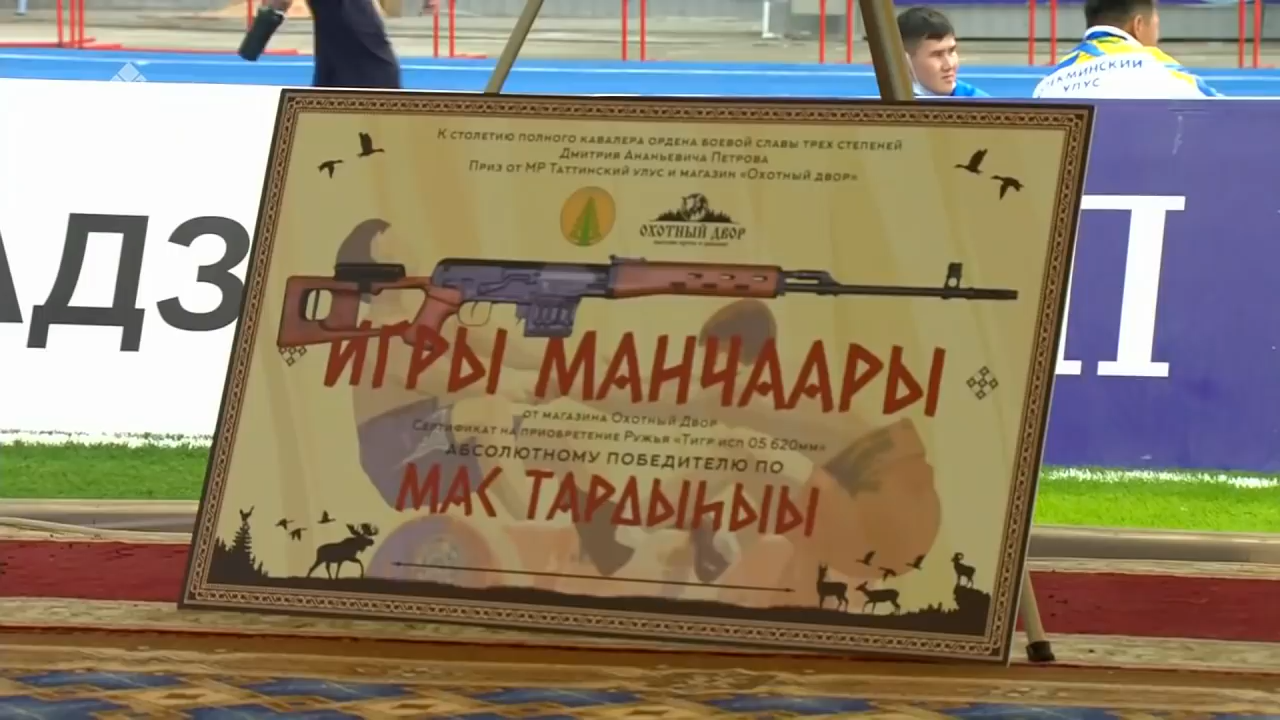 К СТОЛЕТИЮ ПОЛНОГО КАВАЛЕРА ОРДЕНА БОЕВОЙ СЛАВЫ ТРЕХ СТЕПЕНЕЙ
ДМИТРИЯ АНАНЬЕВИЧА ПЕТРОВА
ПРИЗ ОТ МР ТАТТИНСКИЙ УЛУС И МАГАЗИН «ОХОТНЫЙ ДВОР»
ОХОТНЫЙ ДВОР
ИГРЫ МАНЧААРЫ
ОТ МАГАЗИНА ОХОТНЫЙ ДВОР
СЕРТИФИКАТ НА ПРИОБРЕТЕНИЕ РУЖЬЯ «ТИГР ИСП 05 620ММ»
АБСОЛЮТНОМУ ПОБЕДИТЕЛЮ ПО
МАС ТАРДЫҺЫЫ
АДЗ
УЛУС